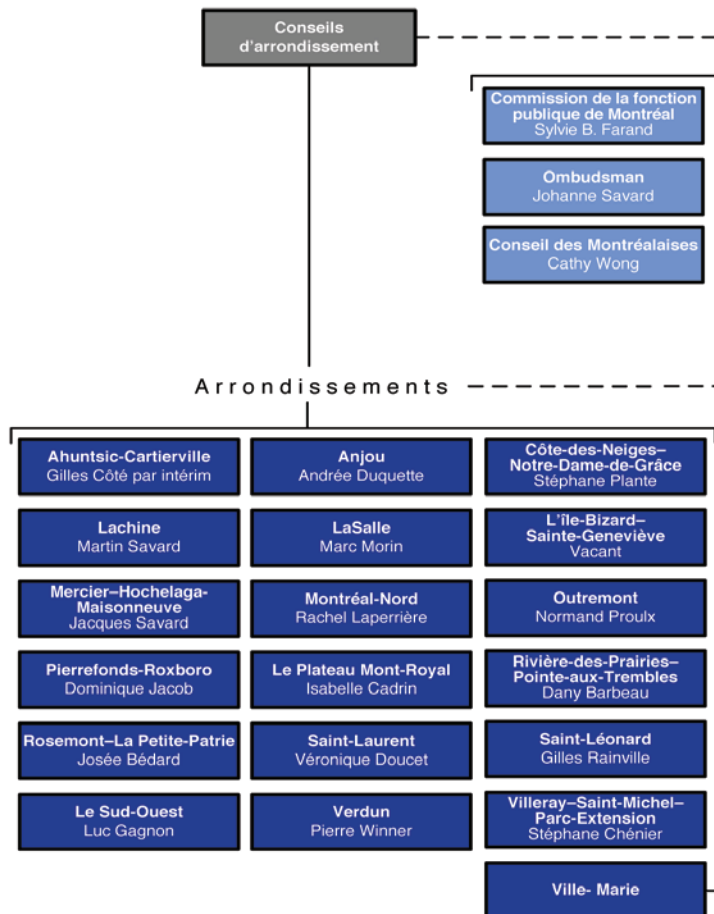 Conseils
d'arrondissement
Commission de la fonction
publique de Montréal
Sylvie B. Farand
Ombudsman
Johanne Savard
Conseil des Montréalaises
Cathy Wong
Arrondissements
Ahuntsic-Cartierville
Gilles Côté par intérim
Anjou
Andrée Duquette
Côte-des-Neiges–
Notre-Dame-de-Grâce
Stéphane Plante
Lachine
Martin Savard
LaSalle
Marc Morin
L'île-Bizard–
Sainte-Geneviève
Vacant
Mercier–Hochelaga-
Maisonneuve
Jacques Savard
Montréal-Nord
Rachel Laperrière
Outremont
Normand Proulx
Pierrefonds-Roxboro
Dominique Jacob
Le Plateau Mont-Royal
Isabelle Cadrin
Rivière-des-Prairies–
Pointe-aux-Trembles
Dany Barbeau
Rosemont–La Petite-Patrie
Josée Bédard
Saint-Laurent
Véronique Doucet
Saint-Léonard
Gilles Rainville
Le Sud-Ouest
Luc Gagnon
Verdun
Pierre Winner
Villeray–Saint-Michel–
Parc-Extension
Stéphane Chénier
Ville- Marie